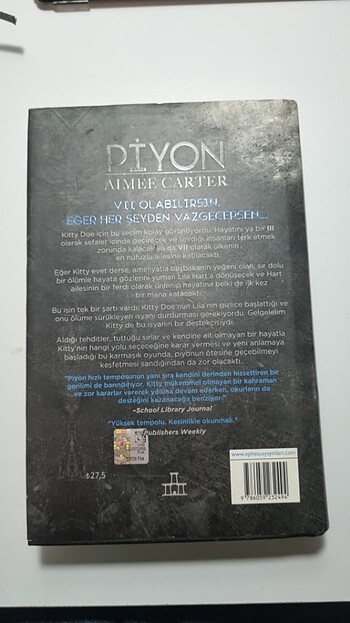 PİYON
AIMÉE CARTER
VII OLABİLİRSİN,
EĞER HER ŞEYDEN VAZGEÇERSEN...
Kitty Doe için bu seçim kolay görünüyordu. Hayatını ya bir III
olarak sefalet içinde geçirecek ve sevdiği insanları terk etmek
zorunda kalacak ya da VII olarak ülkenin
en nüfuzlu ailesine katılacaktı.
Eğer Kitty evet derse, ameliyatla başbakanın yeğeni olan, sır dolu
bir ölümle hayata gözlerini yuman Lila Hart'a dönüşecek ve Hart
ailesinin bir ferdi olarak ünlenip hayatına belki de ilk kez
bir mana katacaktı.
Bu işin tek bir şartı vardı: Kitty Doe'nun Lila'nın gizlice başlattığı ve
onu ölüme sürükleyen isyanı durdurması gerekiyordu. Gelgelelim
Kitty de bu isyanın bir destekçisiydi.
Aldığı tehditler, tuttuğu sırlar ve kendine ait olmayan bir hayatla
Kitty'nin hangi yolu seçeceğine karar vermesi ve yeni anlamaya
başladığı bu karmaşık oyunda, piyonun ötesine geçebilmeyi
keşfetmesi sandığından da zor olacaktı.
"Piyon hızlı temposunun yanı sıra kendini derinden hissettiren bir
gerilimi de barındırıyor. Kitty mükemmel olmayan bir kahraman
ve zor kararlar vererek yoluna devam ederken, okurların da
desteğini kazanacağa benziyor."
–School Library Journal
"Yüksek tempolu. Kesinlikle okunmalı."
Publishers Weekly
₺27,5
www.ephesusyayinlari.com
9 786059 232494